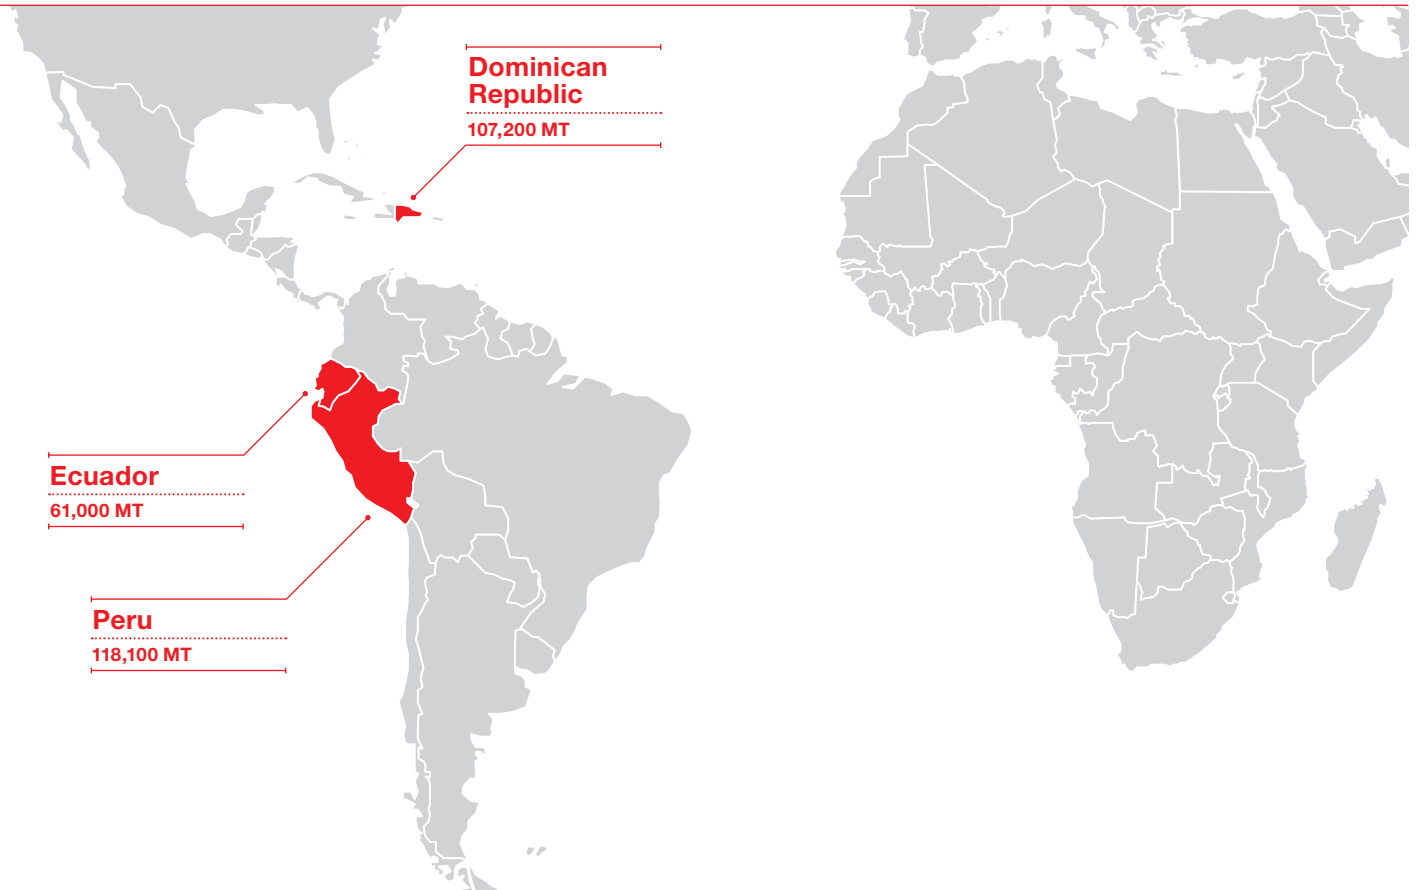 Dominican
Republic
107,200 MT
Ecuador
61,000 MT
Peru
118,100 MT